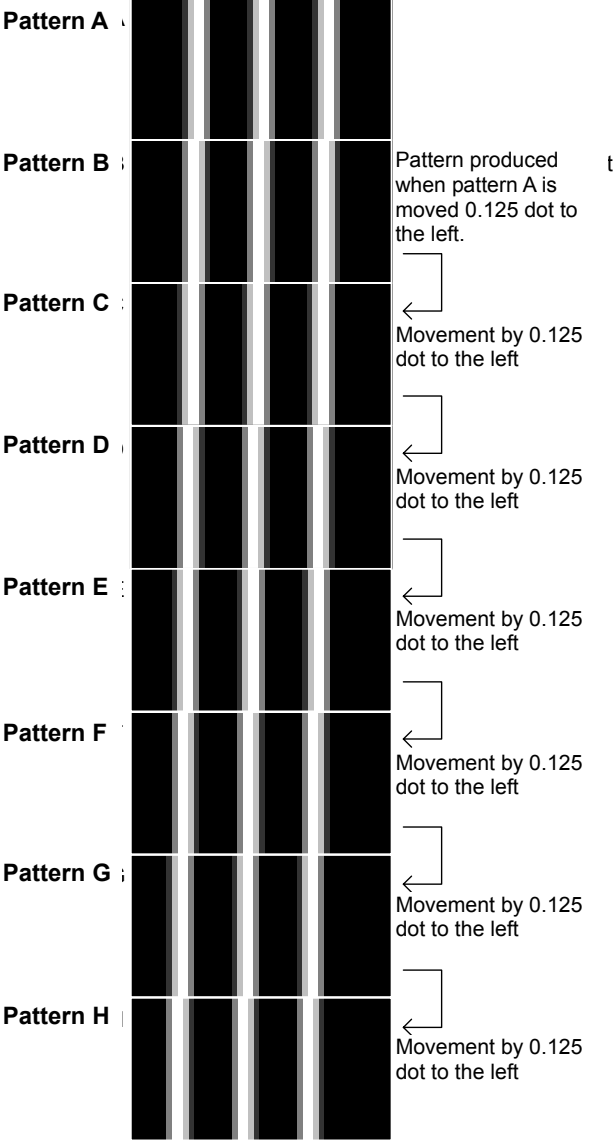 Pattern A
Pattern B
Pattern produced
when pattern A is
moved 0.125 dot to
the left.
Pattern C
Movement by 0.125
dot to the left
Pattern D
Movement by 0.125
dot to the left
Pattern E
Movement by 0.125
dot to the left
Pattern F
Movement by 0.125
dot to the left
Pattern G
Movement by 0.125
dot to the left
Pattern H
Movement by 0.125
dot to the left